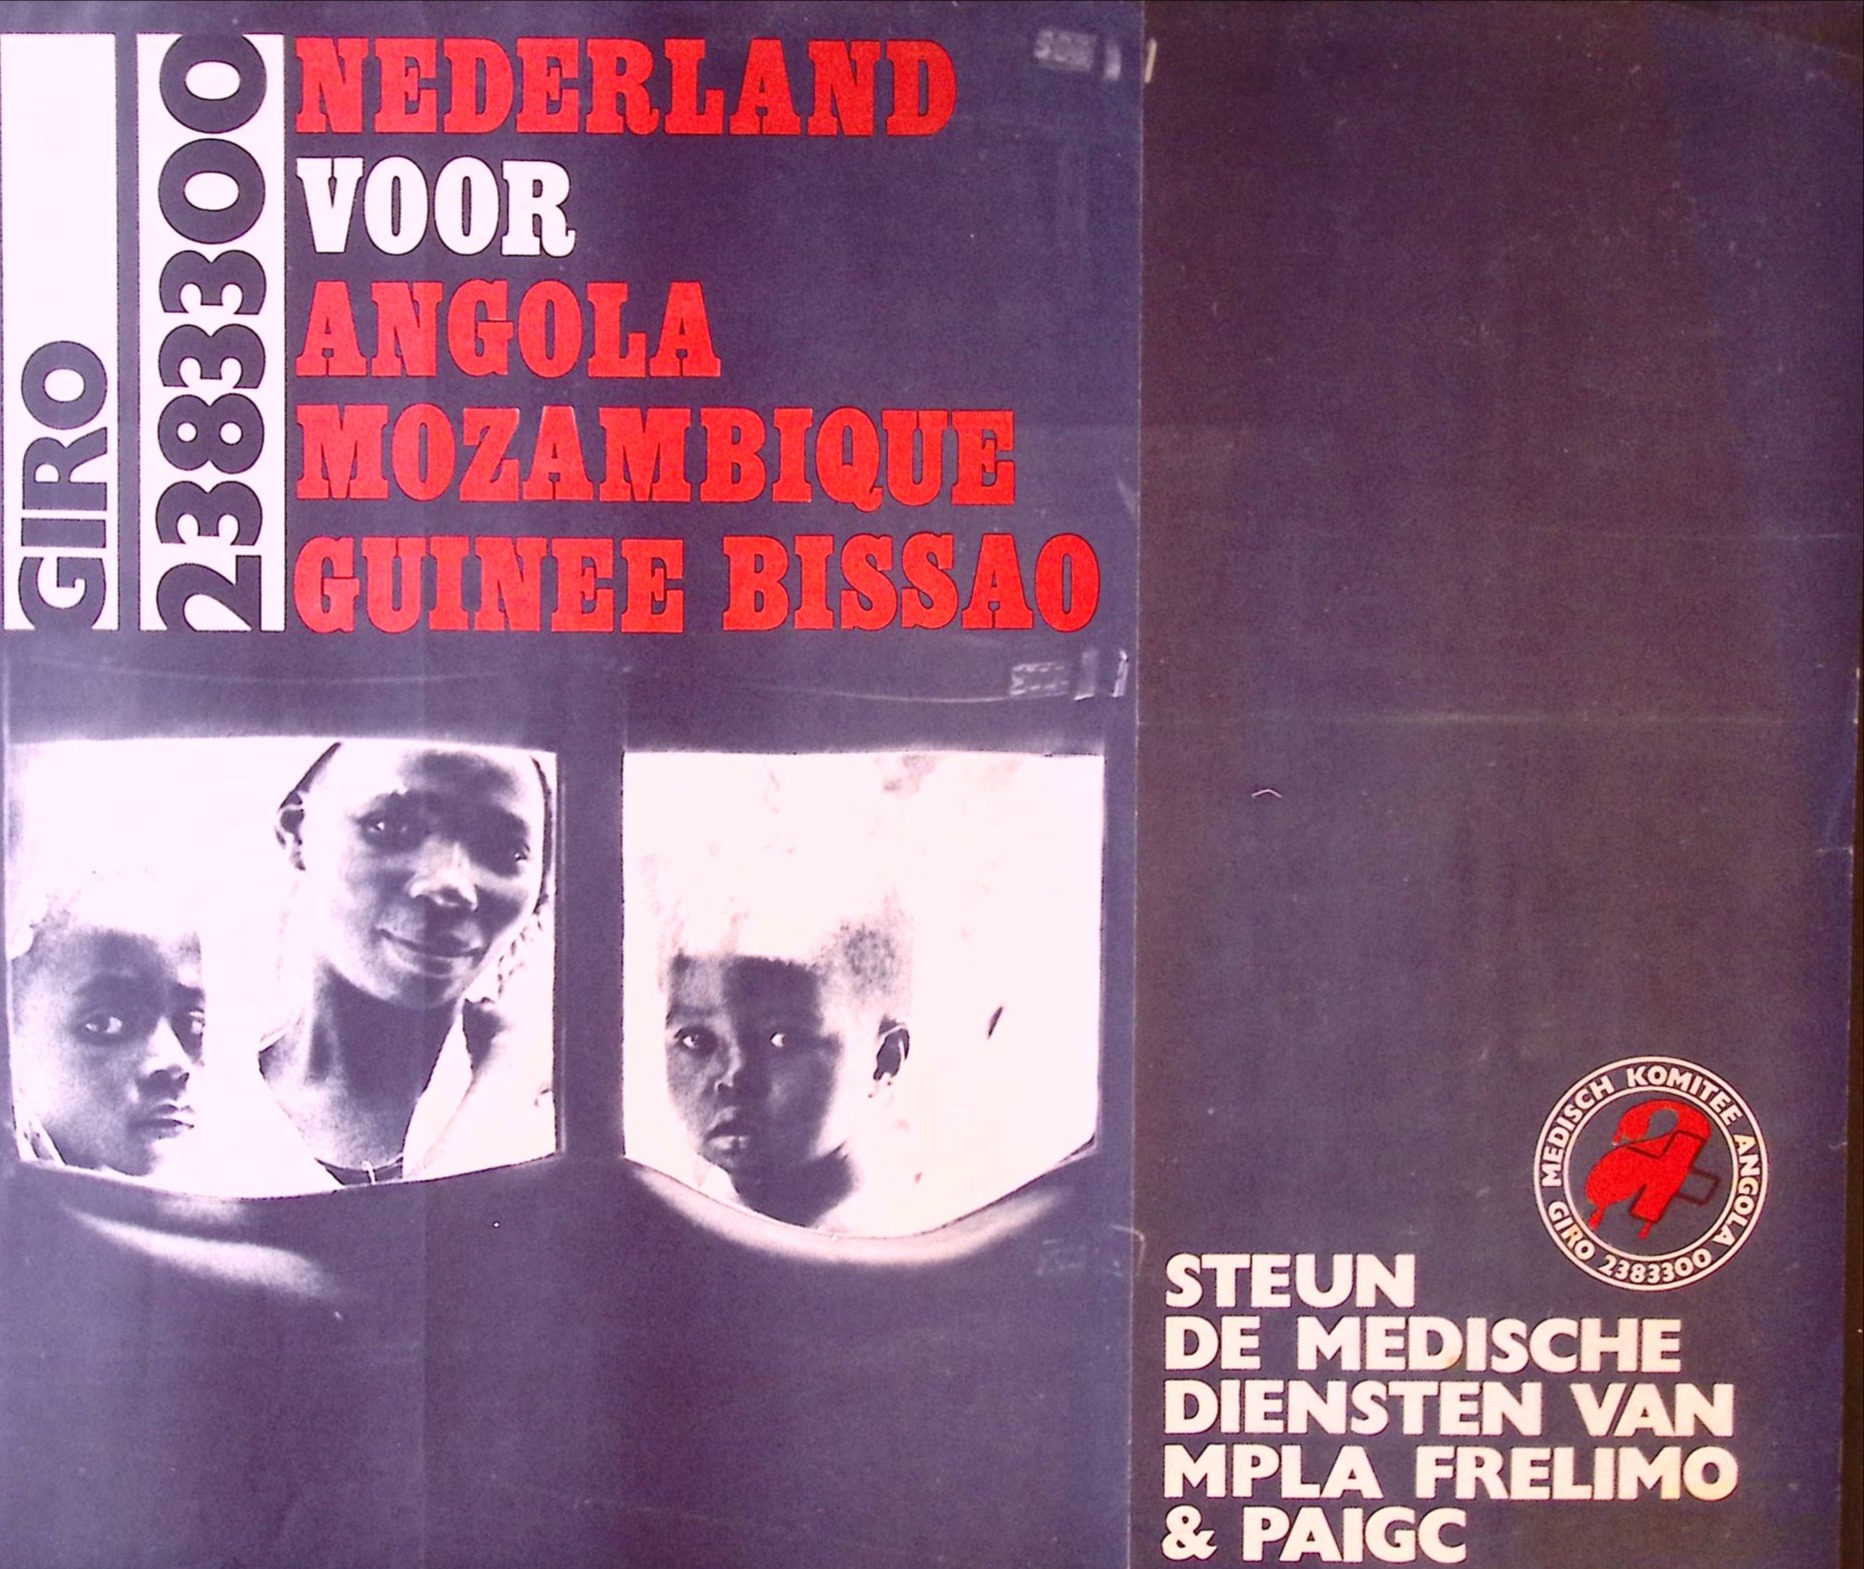 GIRO
2383300
NEDERLAND
VOOR
ANGOLA
MOZAMBIQUE
GUINEE BISSAO
MEDISCH KOMITEE ANGOLA
GIRO 2383300
STEUN
DE MEDISCHE
DIENSTEN VAN
MPLA FRELIMO
& PAIGC